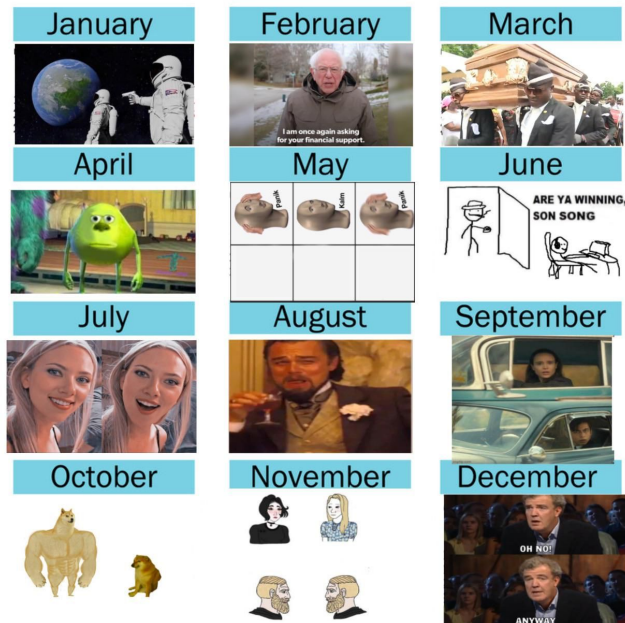 January
February
March
I am once again asking
for your financial support.
April
May
June
Panik
Kalm
Panik
ARE YA WINNING,
SON SONG
July
August
September
October
November
December
OH NO!
ANYWAY